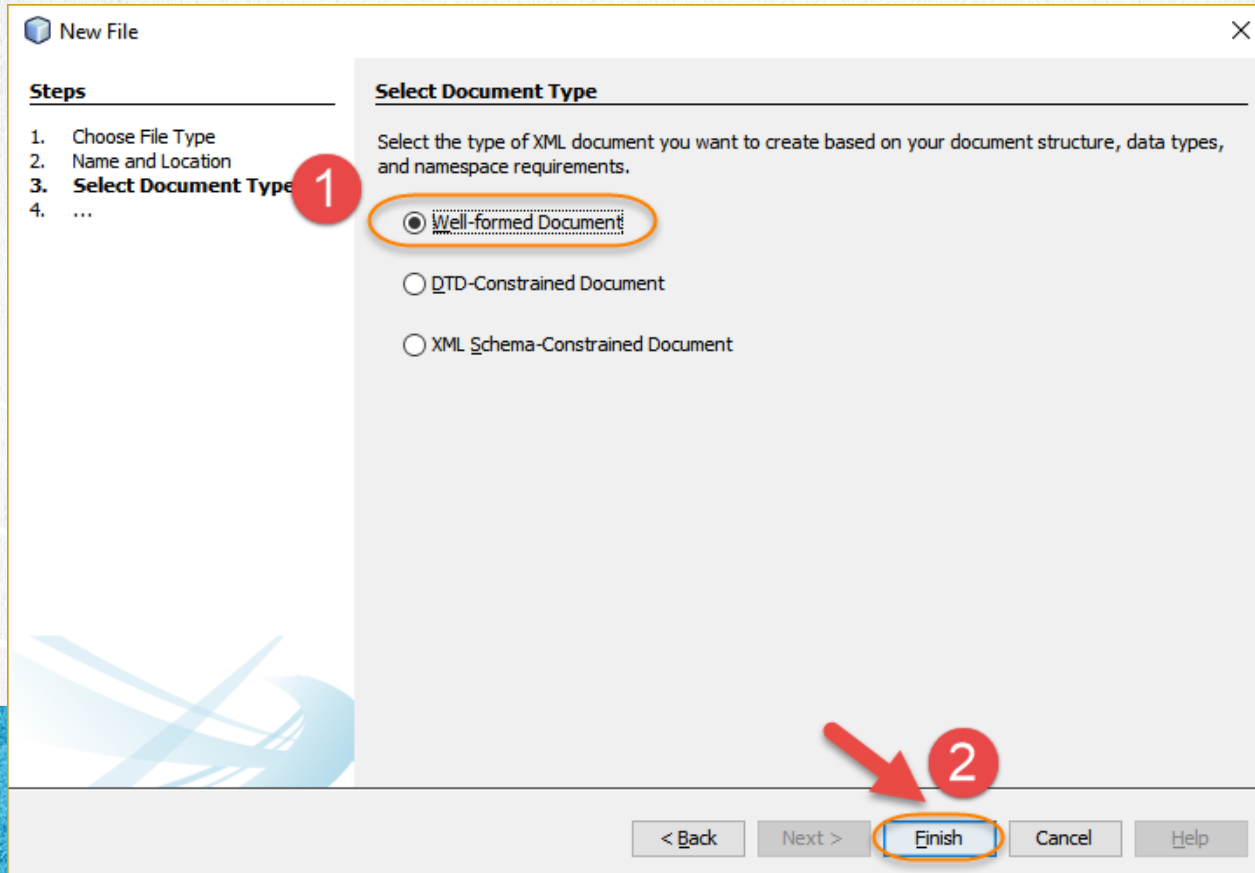 New File
Steps
1. Choose File Type
2. Name and Location
3. Select Document Type
4. ...
Select Document Type
Select the type of XML document you want to create based on your document structure, data types,
and namespace requirements.
1
Well-formed Document
DTD-Constrained Document
XML Schema-Constrained Document
2
< Back Next > Finish Cancel Help